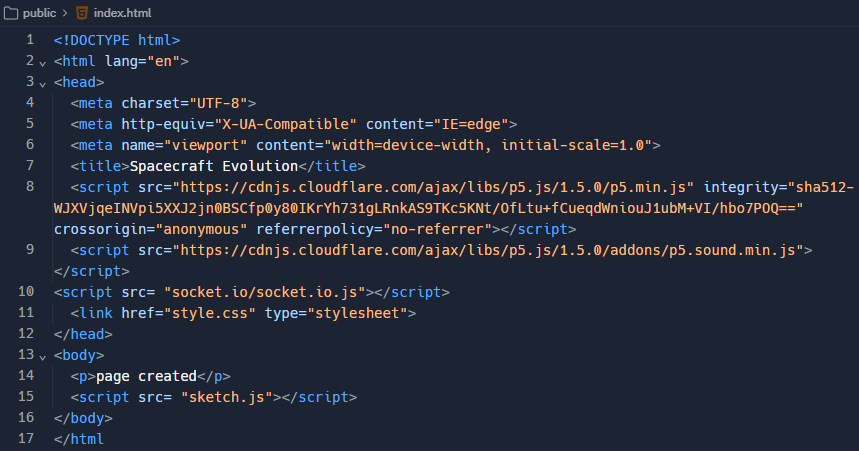 public > index.html
1 <!DOCTYPE html>
2 <html lang="en">
3 <head>
4 <meta charset="UTF-8">
5 <meta http-equiv="X-UA-Compatible" content="IE=edge">
6 <meta name="viewport" content="width=device-width, initial-scale=1.0">
7 <title>Spacecraft Evolution</title>
8 <script src="https://cdnjs.cloudflare.com/ajax/libs/p5.js/1.5.0/p5.min.js" integrity="sha512-
WJXVjqeINVpi5XXJ2jn0BSCfp0y80IKrYh731gLRnkAS9TKc5KNt/OfLtu+fCueqdWniouJ1ubM+VI/hbo7POQ=="
crossorigin="anonymous" referrerpolicy="no-referrer"></script>
9 <script src="https://cdnjs.cloudflare.com/ajax/libs/p5.js/1.5.0/addons/p5.sound.min.js">
</script>
10 <script src= "socket.io/socket.io.js"></script>
11 <link href="style.css" type="stylesheet">
12 </head>
13 <body>
14 <p>page created</p>
15 <script src= "sketch.js"></script>
16 </body>
17 </html